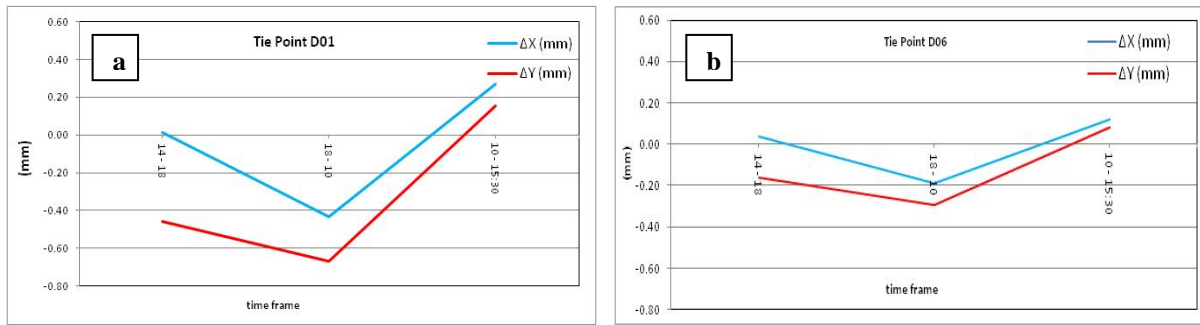 a
Tie Point D01
ΔX (mm)
ΔY (mm)
0.60
0.40
0.20
0.00
-0.20
-0.40
-0.60
-0.80
(mm)
14 - 18
18 - 10
10 - 15:30
time frame
b
Tie Point D06
ΔX (mm)
ΔY (mm)
0.60
0.40
0.20
0.00
-0.20
-0.40
-0.60
-0.80
(mm)
14 - 18
18 - 10
10 - 15:30
time frame